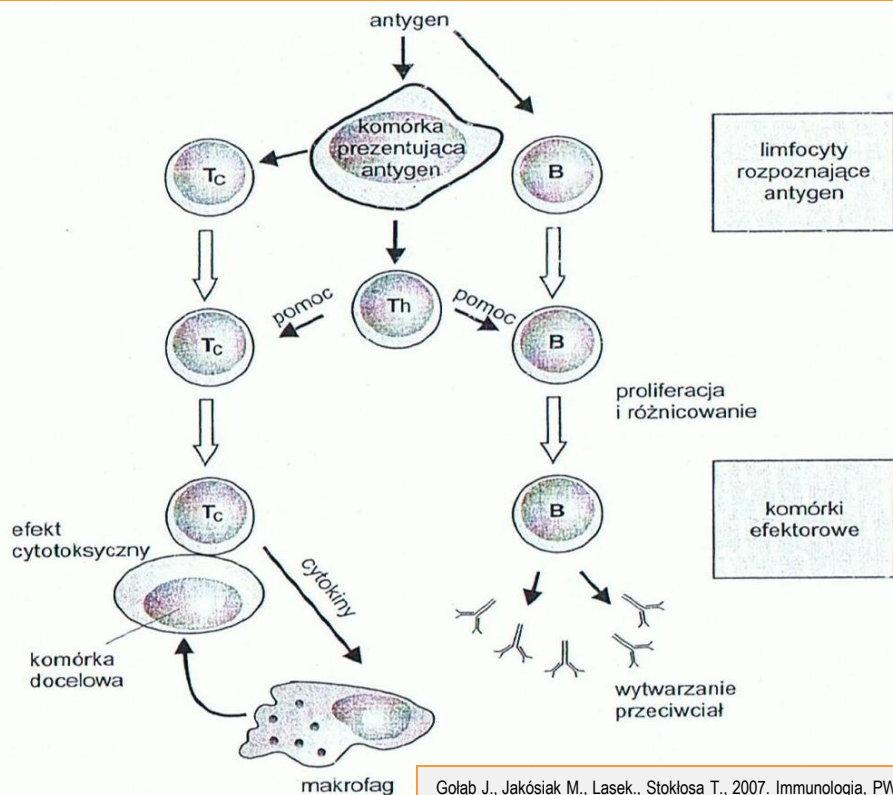 antygen
komórka
prezentująca
antygen
Tc
B
limfocyty
rozpoznające
antygen
pomoc
Th
pomoc
Tc
B
proliferacja
i różnicowanie
Tc
B
komórki
efektorowe
efekt
cytotoksyczny
cytokiny
komórka
docelowa
wytwarzanie
przeciwciał
makrofag
Gołąb J., Jakósiak M., Lasek., Stokłosa T., 2007. Immunologia, PW